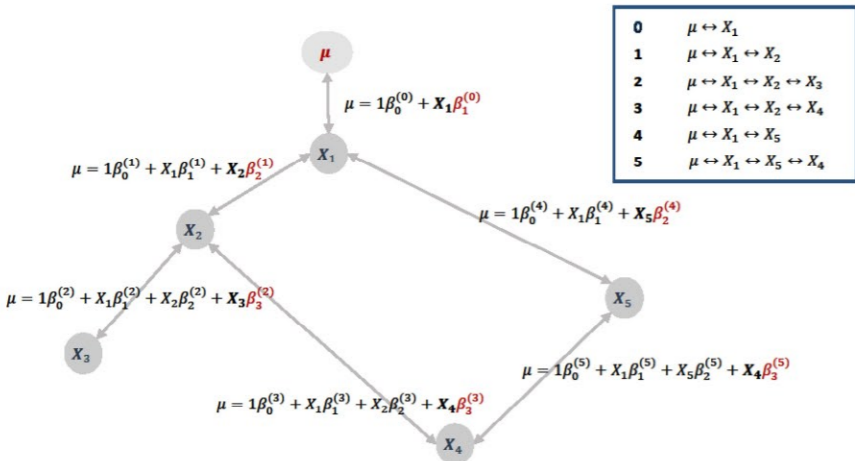 0 μ ↔ X₁
1 μ ↔ X₁ ↔ X₂
2 μ ↔ X₁ ↔ X₂ ↔ X₃
3 μ ↔ X₁ ↔ X₂ ↔ X₄
4 μ ↔ X₁ ↔ X₅
5 μ ↔ X₁ ↔ X₅ ↔ X₄
μ
μ = 1β₀⁽⁰⁾ + X₁β₁⁽⁰⁾
X₁
μ = 1β₀⁽¹⁾ + X₁β₁⁽¹⁾ + X₂β₂⁽¹⁾
μ = 1β₀⁽⁴⁾ + X₁β₁⁽⁴⁾ + X₅β₂⁽⁴⁾
X₂
μ = 1β₀⁽²⁾ + X₁β₁⁽²⁾ + X₂β₂⁽²⁾ + X₃β₃⁽²⁾
X₅
X₃
μ = 1β₀⁽⁵⁾ + X₁β₁⁽⁵⁾ + X₅β₂⁽⁵⁾ + X₄β₃⁽⁵⁾
μ = 1β₀⁽³⁾ + X₁β₁⁽³⁾ + X₂β₂⁽³⁾ + X₄β₃⁽³⁾
X₄